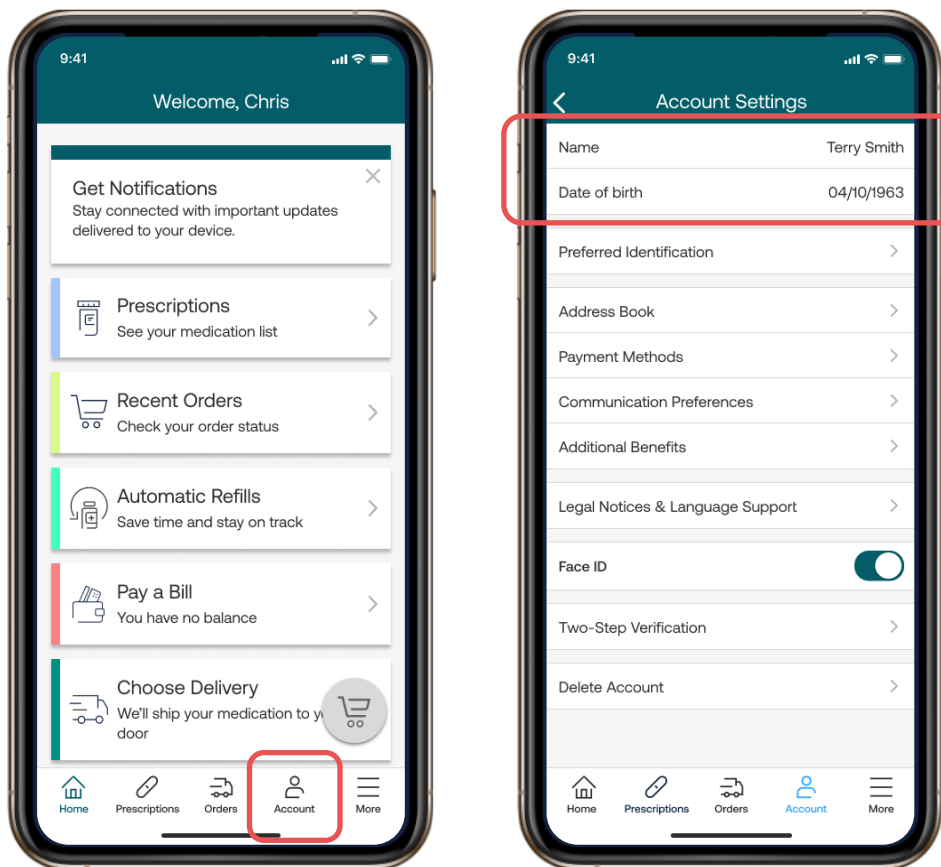 9:41
Welcome, Chris
Get Notifications
Stay connected with important updates
delivered to your device.
Prescriptions
See your medication list
Recent Orders
Check your order status
Automatic Refills
Save time and stay on track
Pay a Bill
You have no balance
Choose Delivery
We'll ship your medication to
door
Home
Prescriptions
Orders
Account
More
9:41
Account Settings
Name Terry Smith
Date of birth 04/10/1963
Preferred Identification
Address Book
Payment Methods
Communication Preferences
Additional Benefits
Legal Notices & Language Support
Face ID
Two-Step Verification
Delete Account
Home
Prescriptions
Orders
Account
More